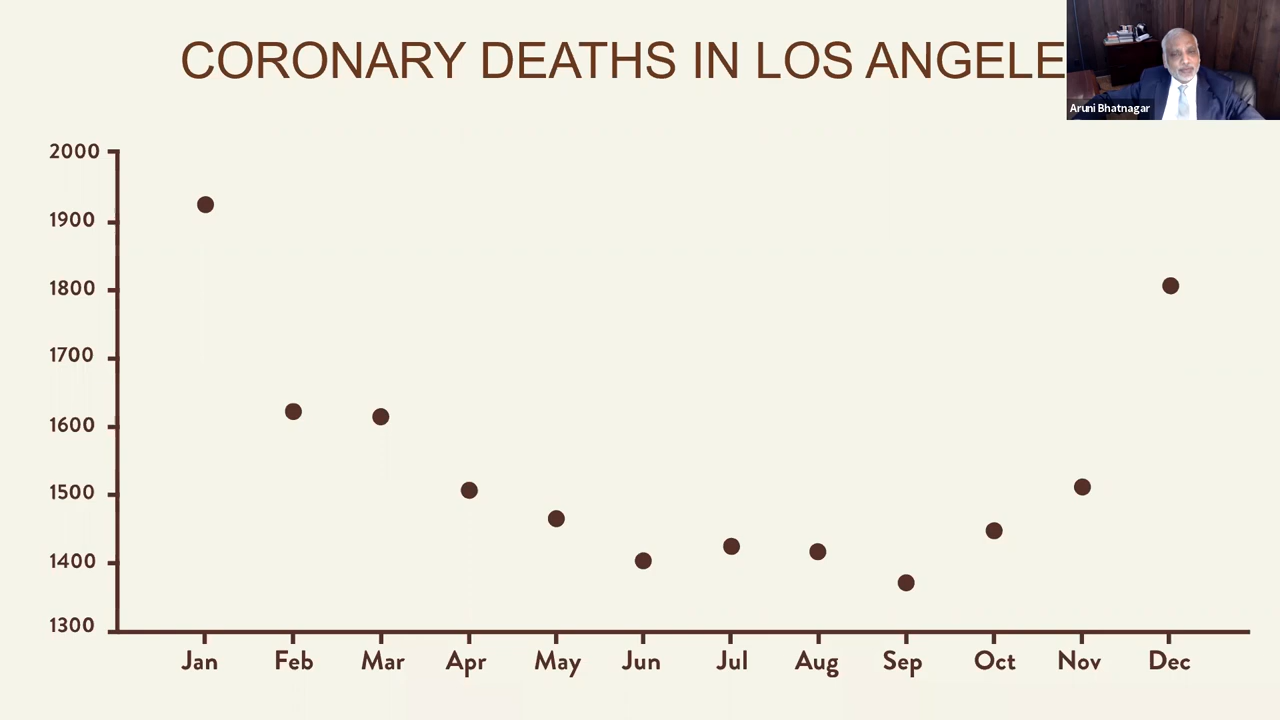 CORONARY DEATHS IN LOS ANGELE
Aruni Bhatnagar
2000
1900
1800
1700
1600
1500
1400
1300
Jan Feb Mar Apr May Jun Jul Aug Sep Oct Nov Dec